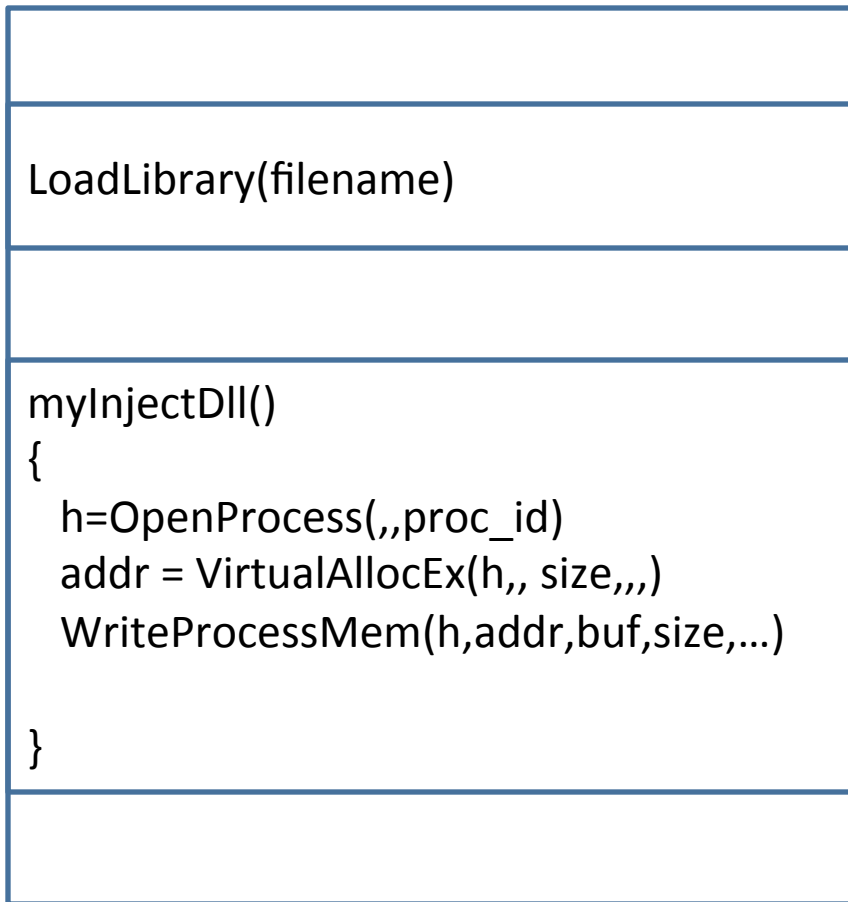 LoadLibrary(filename)
myInjectDll()
{
h=OpenProcess(,,proc_id)
addr = VirtualAllocEx(h,, size,,,)
WriteProcessMem(h,addr,buf,size,…)
}